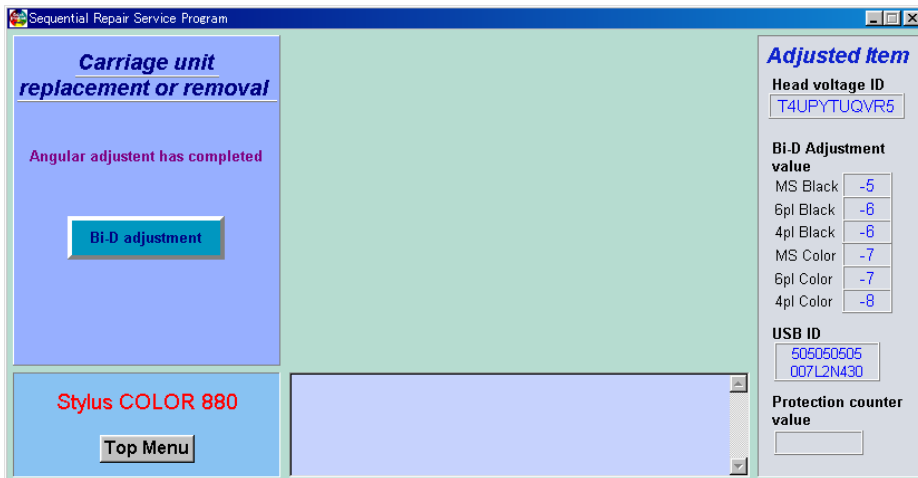 Sequential Repair Service Program
Carriage unit
replacement or removal
Angular adjustent has completed
Bi-D adjustment
Stylus COLOR 880
Top Menu
Adjusted Item
Head voltage ID
T4UPYTUQVR5
Bi-D Adjustment
value
MS Black -5
6pl Black -6
4pl Black -6
MS Color -7
6pl Color -7
4pl Color -8
USB ID
505050505
007L2N430
Protection counter
value